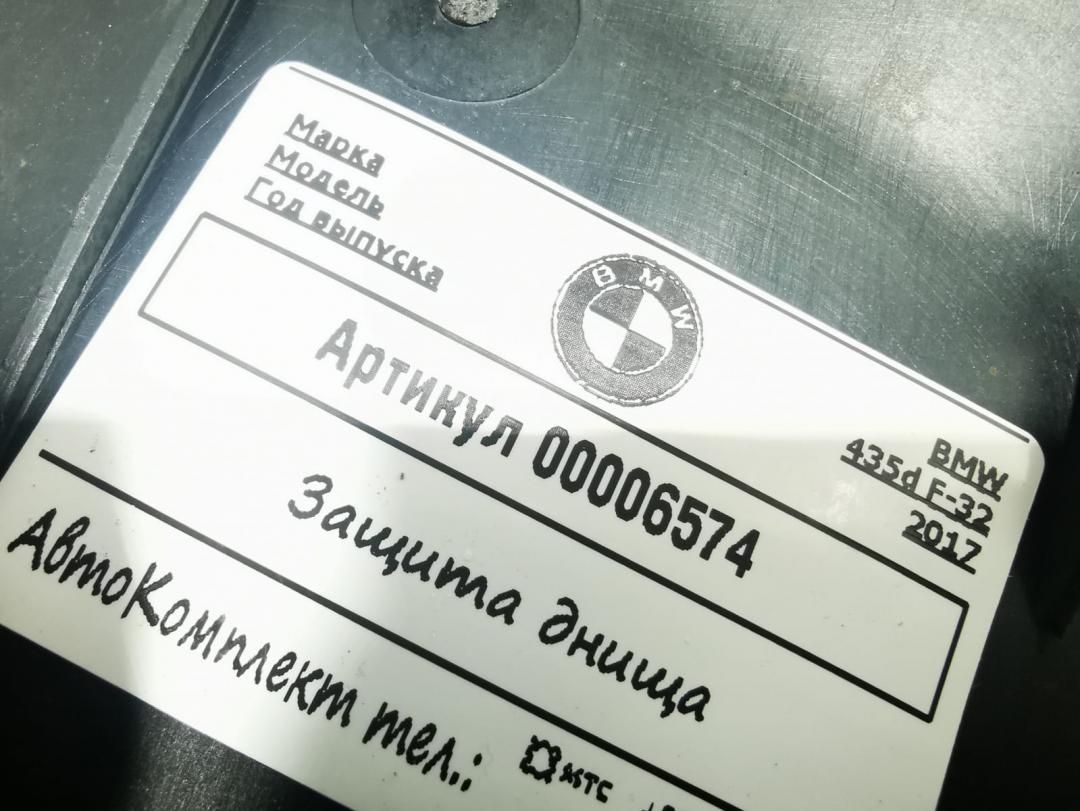 Марка
Модель
Год выпуска
BMW
BMW
435d F-32
2017
Артикул 00006574
Защита днища
АвтоКомплект тел.: мтс